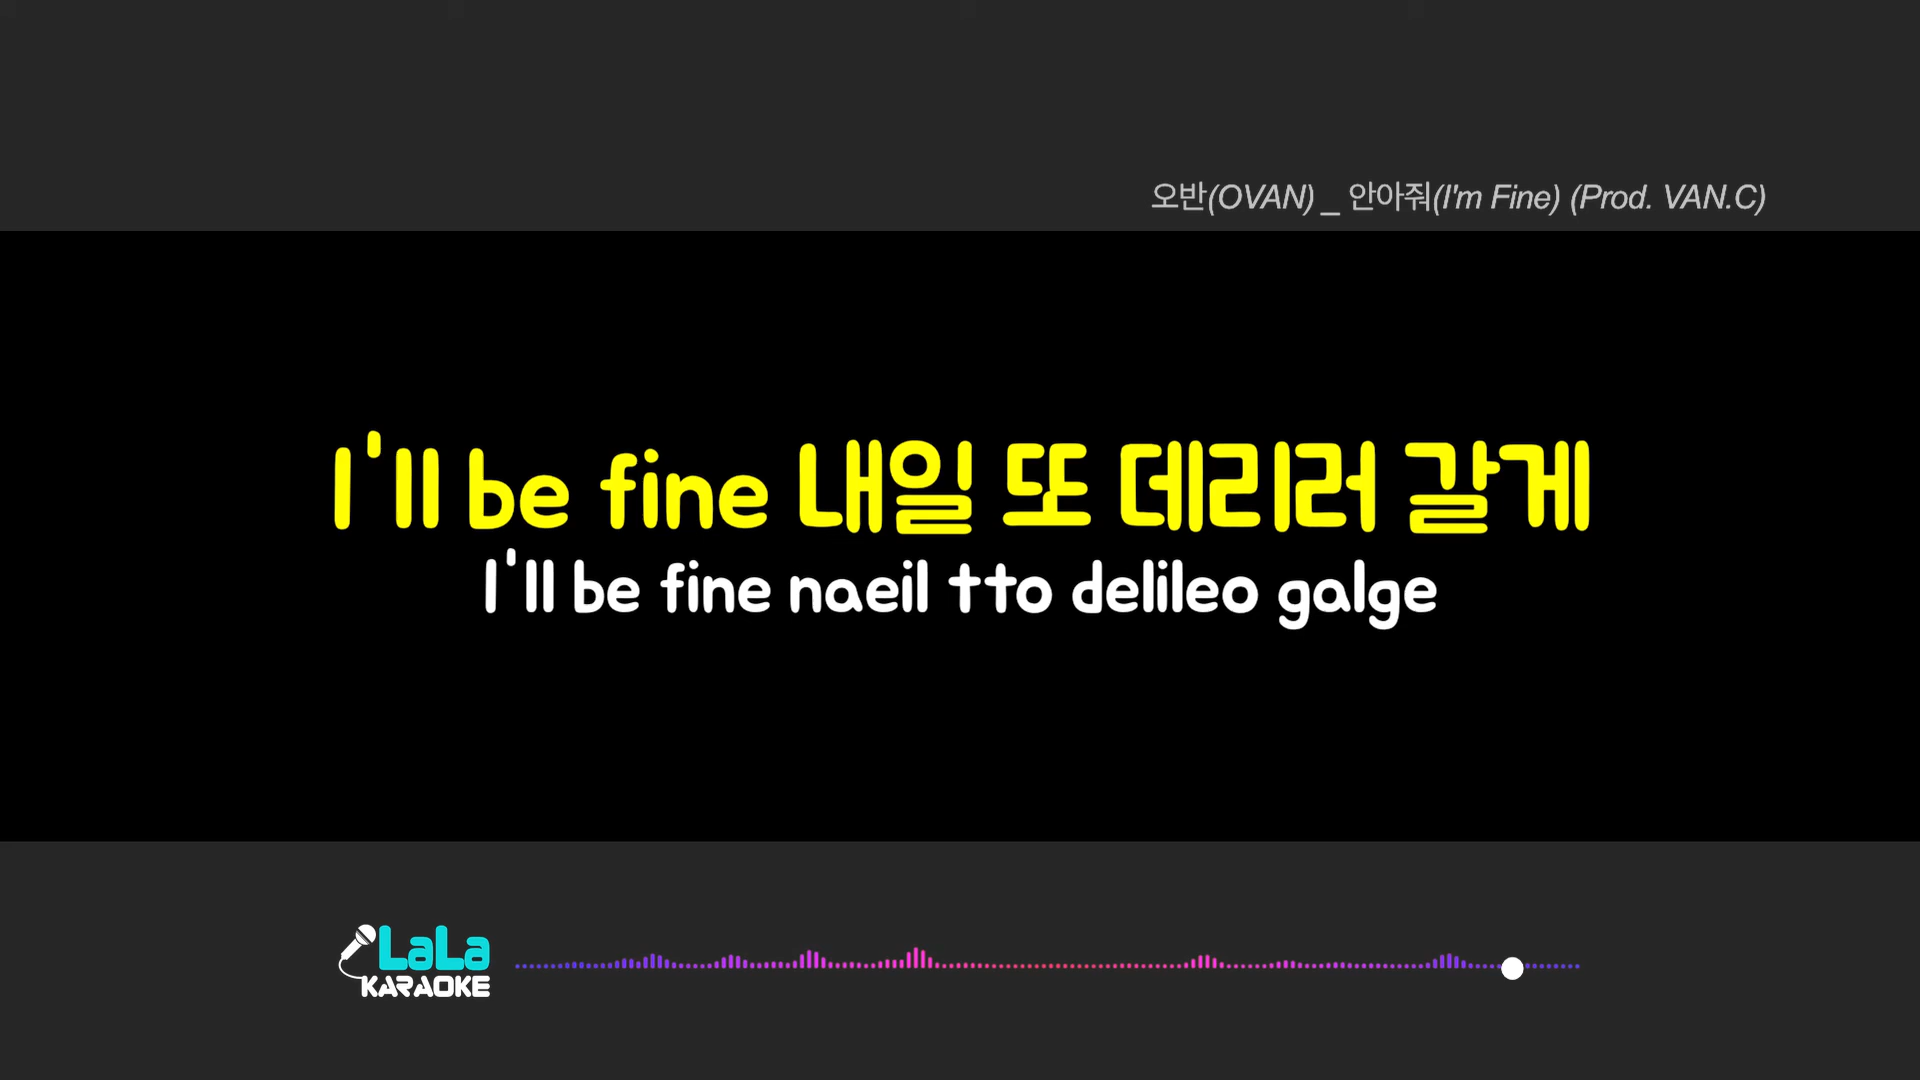 오반(OVAN) _ 안아줘(I'm Fine) (Prod. VAN.C)
I'll be fine 내일 또 데리러 갈게
I'll be fine naeil tto delileo galge
LaLa
KARAOKE